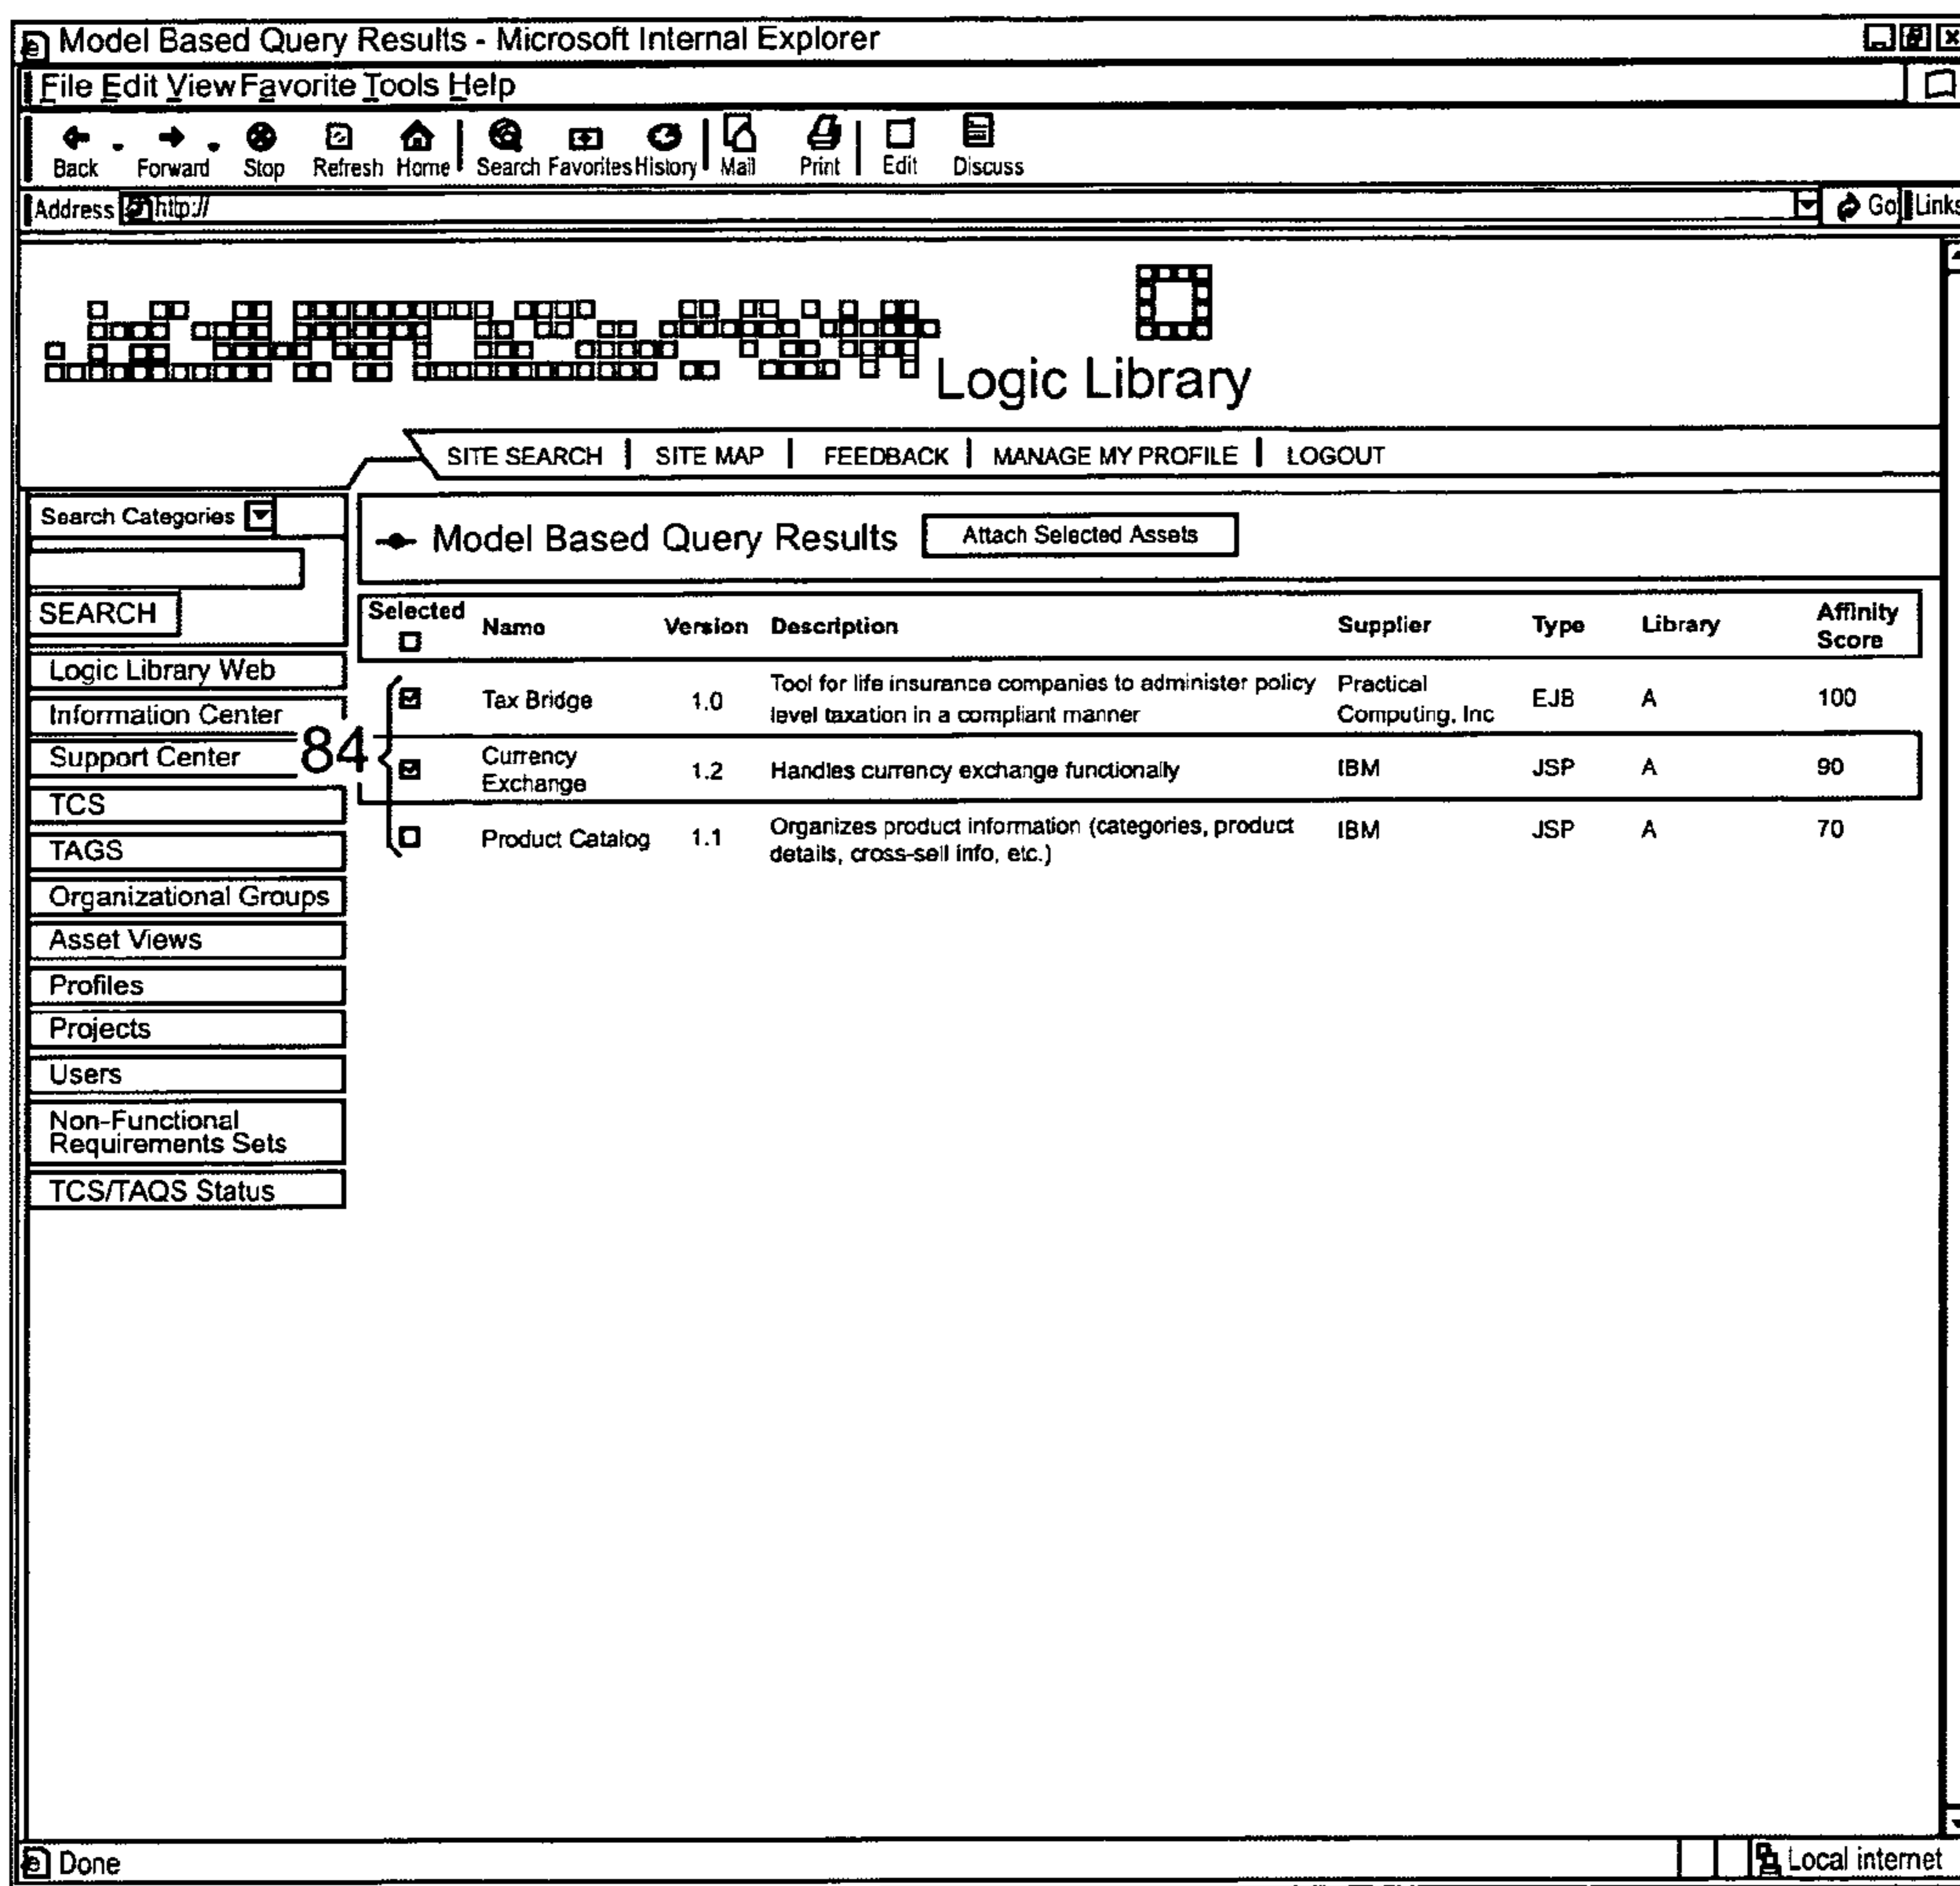 Model Based Query Results - Microsoft Internal Explorer
File Edit View Favorite Tools Help
Back Forward Stop Refresh Home Search Favorites History Mail Print Edit Discuss
Address http:// Go Links
Logic Library
SITE SEARCH | SITE MAP | FEEDBACK | MANAGE MY PROFILE | LOGOUT
Search Categories
SEARCH
Logic Library Web
Information Center
Support Center
TCS
TAGS
Organizational Groups
Asset Views
Profiles
Projects
Users
Non-Functional
Requirements Sets
TCS/TAQS Status
84
Model Based Query Results Attach Selected Assets
Selected Name Version Description Supplier Type Library Affinity
Score
Tax Bridge 1.0 Tool for life insurance companies to administer policy
level taxation in a compliant manner Practical
Computing, Inc EJB A 100
Currency
Exchange 1.2 Handles currency exchange functionally IBM JSP A 90
Product Catalog 1.1 Organizes product information (categories, product
details, cross-sell info, etc.) IBM JSP A 70
Done Local internet